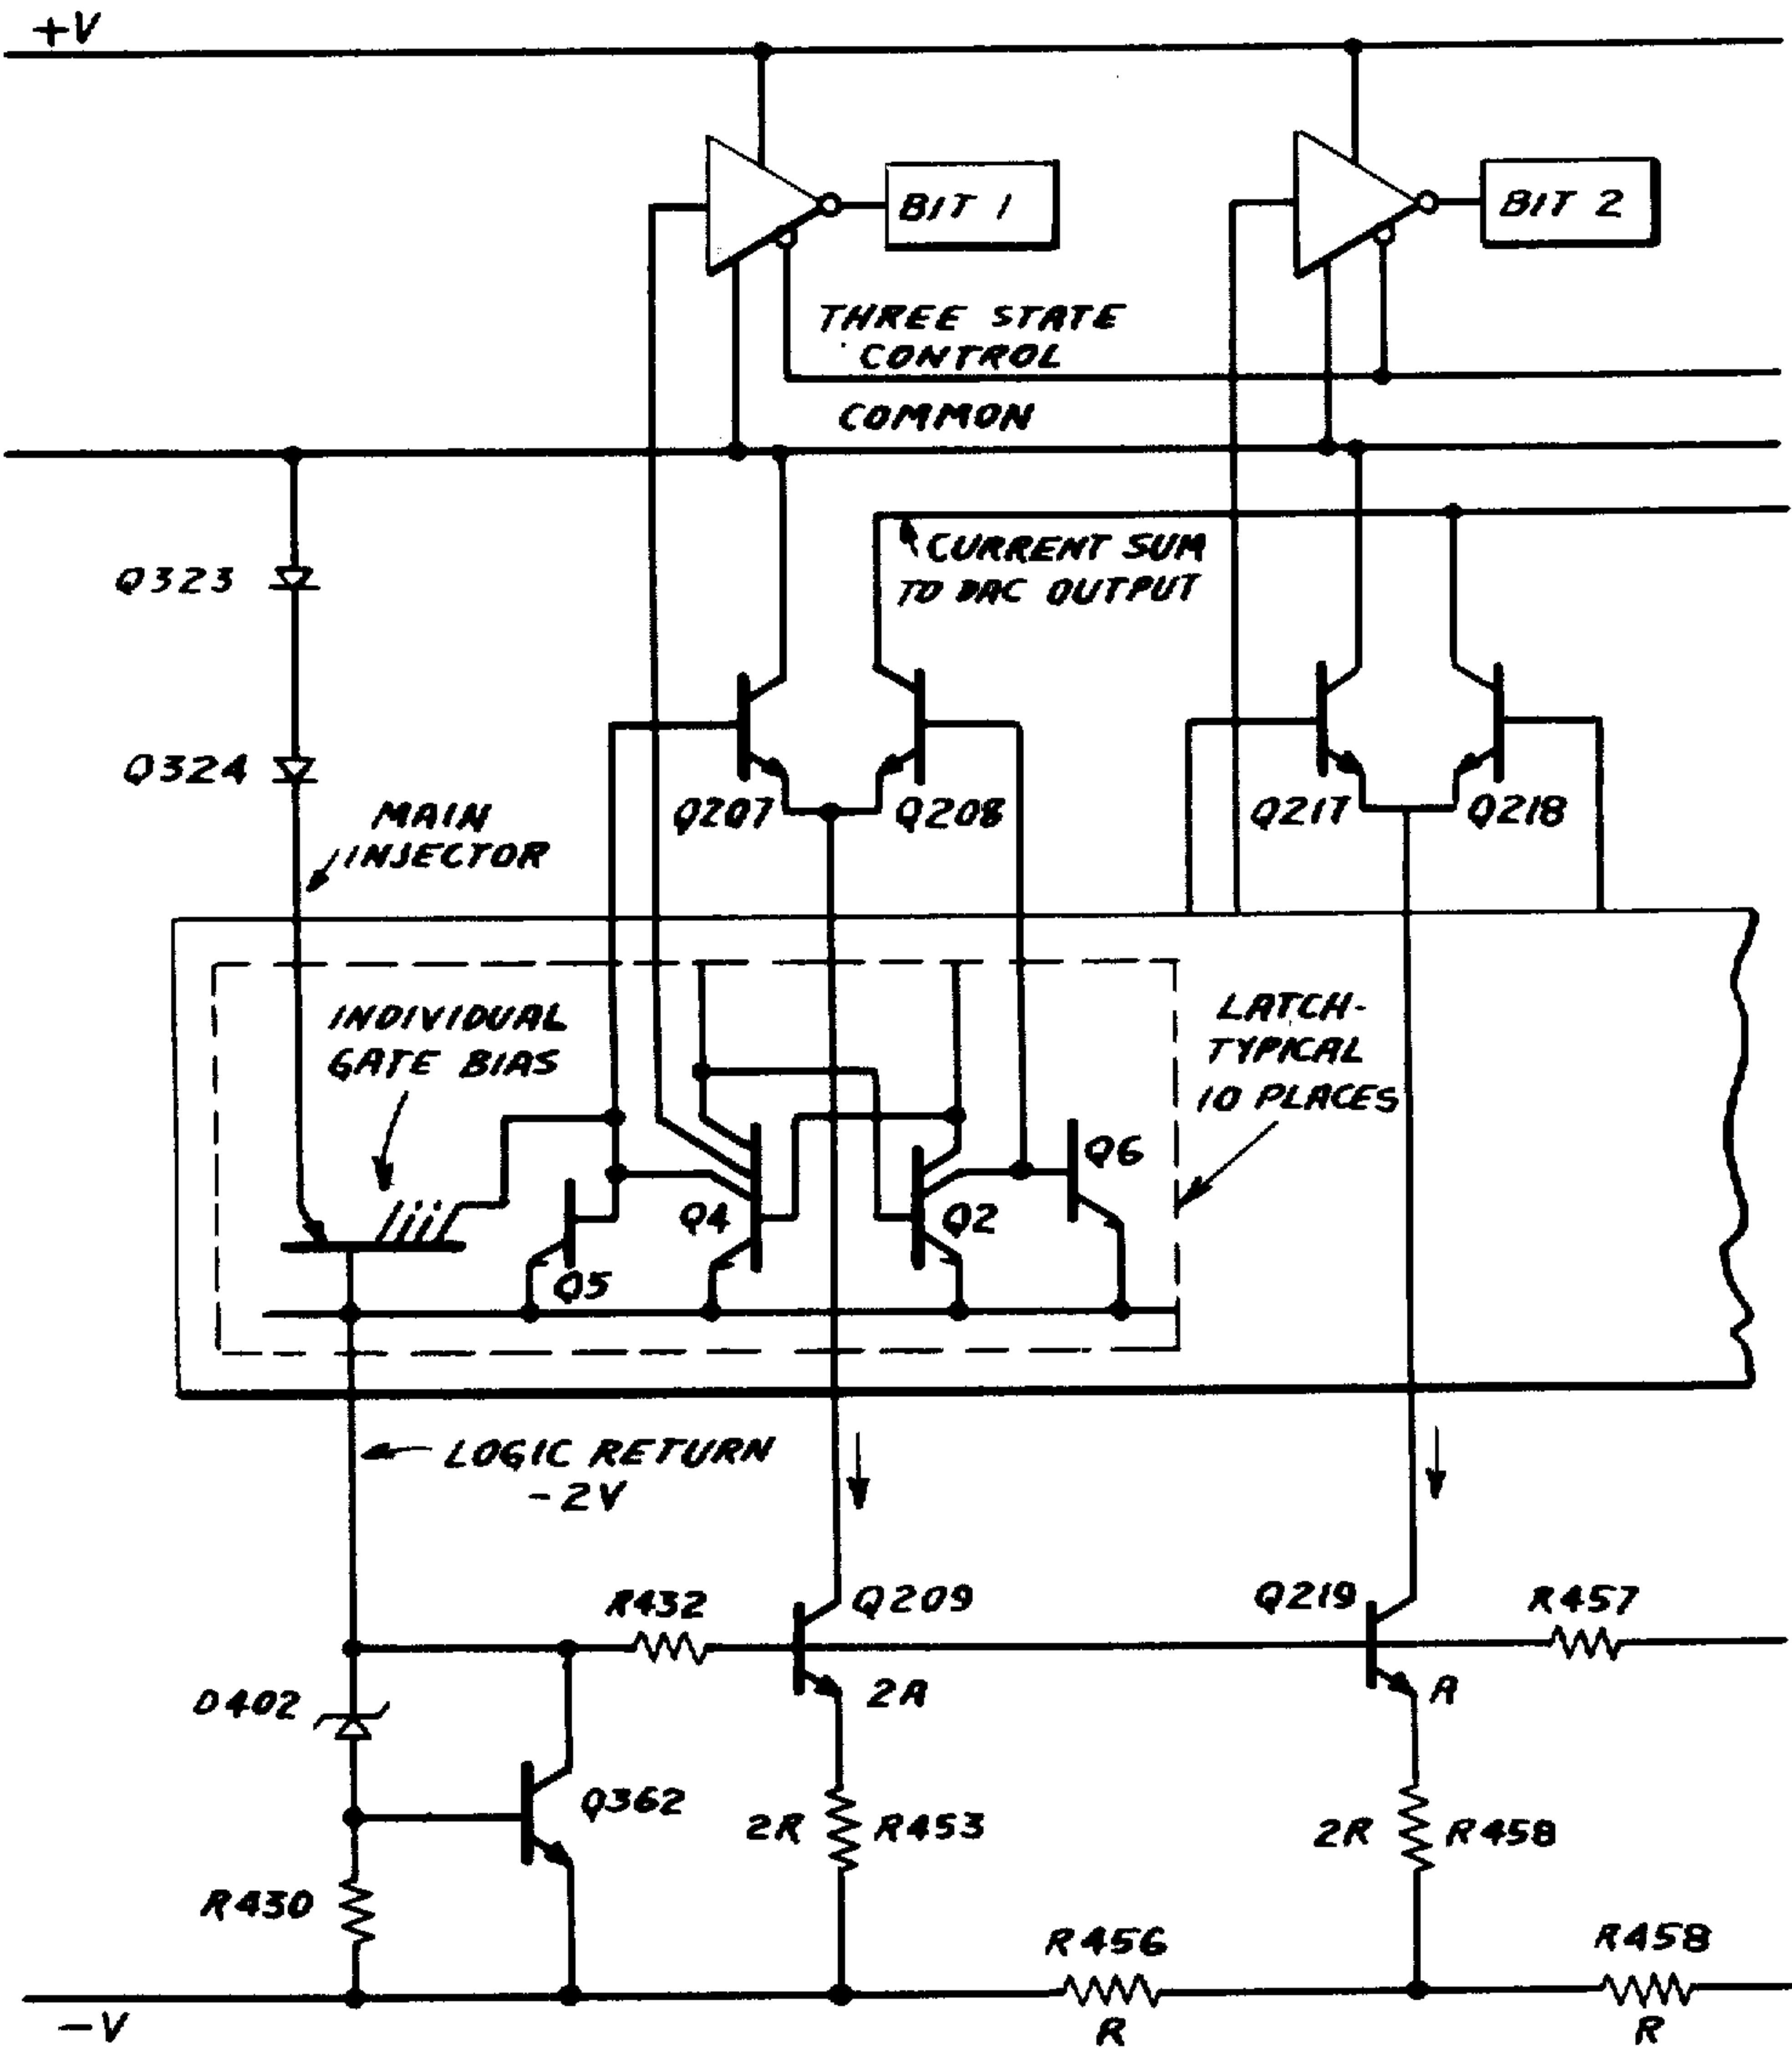 +V
BIT 1
BIT 2
THREE STATE
CONTROL
COMMON
Q323
CURRENT SUM
TO DAC OUTPUT
Q324
MAIN
INJECTOR
Q207
Q208
Q217
Q218
INDIVIDUAL
GATE BIAS
LATCH-
TYPICAL
10 PLACES
Q4
Q2
Q6
Q5
LOGIC RETURN
-2V
R432
Q209
Q219
R457
D402
2A
A
Q362
2R
R453
2R
R458
R430
R456
R458
-V
R
R